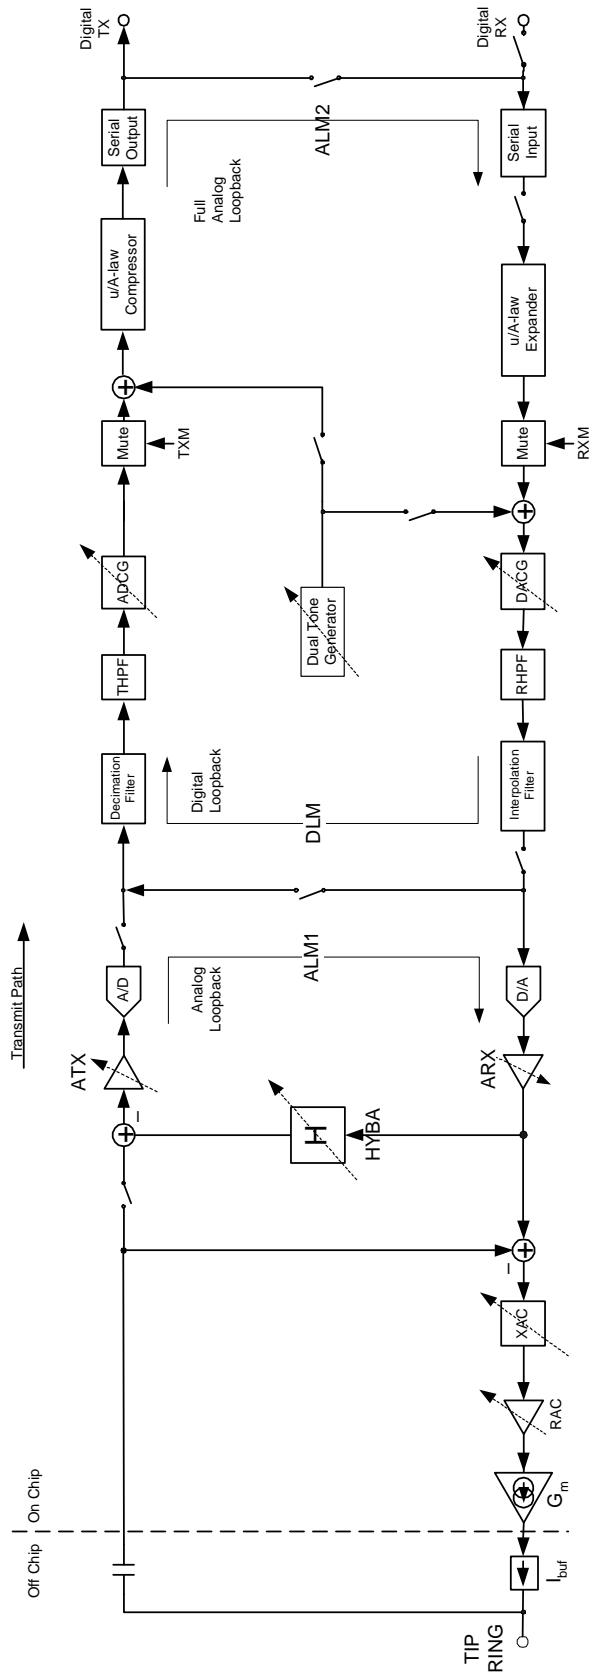 Digital
TX
Digital
RX
Serial
Output
Serial
Input
ALM2
Full
Analog
Loopback
u/A-law
Compressor
u/A-law
Expander
+
Mute
TXM
Mute
RXM
+
ADCG
DACG
Dual Tone
Generator
THPF
RHPF
Decimation
Filter
Interpolation
Filter
Digital
Loopback
DLM
Transmit Path
A/D
D/A
Analog
Loopback
ALM1
ATX
ARX
+
–
H
HYBA
+
–
XAC
RAC
Gm
On Chip
Off Chip
Ibuf
TIP
RING